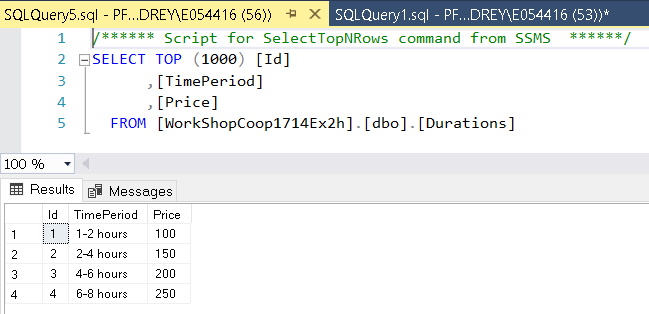 SQLQuery5.sql - PF...DREY\E054416 (56))* SQLQuery1.sql - PF...DREY\E054416 (53))*
1 /****** Script for SelectTopNRows command from SSMS ******/
2 SELECT TOP (1000) [Id]
3 ,[TimePeriod]
4 ,[Price]
5 FROM [WorkShopCoop1714Ex2h].[dbo].[Durations]
100 %
Results Messages
Id TimePeriod Price
1 1 1-2 hours 100
2 2 2-4 hours 150
3 3 4-6 hours 200
4 4 6-8 hours 250